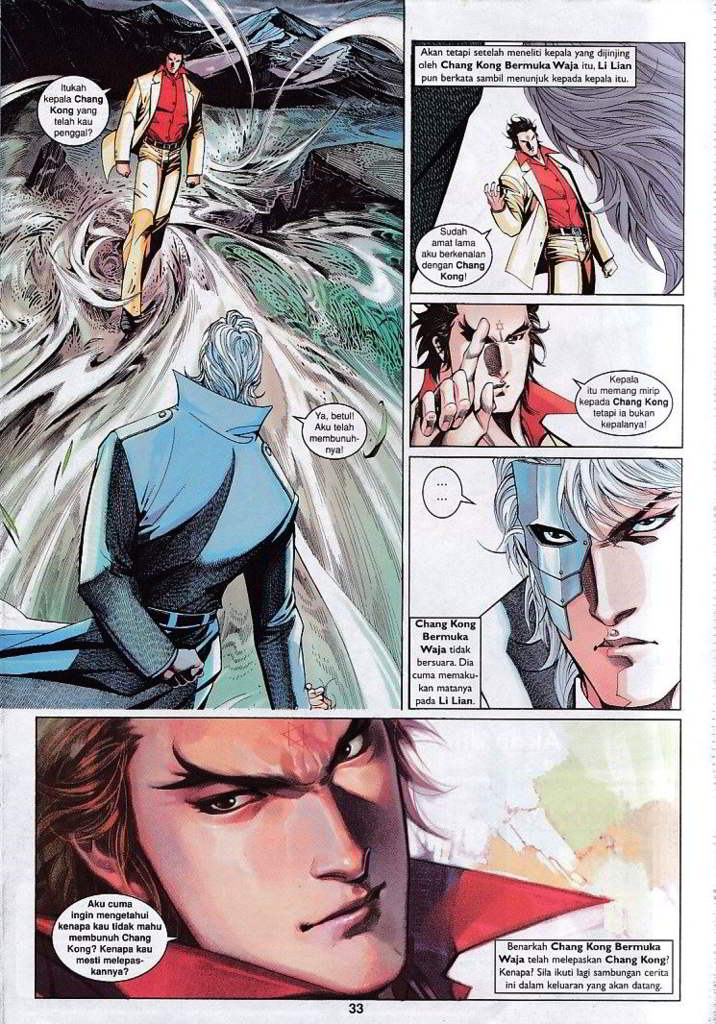 Itukah
kepala Chang
Kong yang
telah kau
penggal?
Ya, betul!
Aku telah
membunuh-
nya!
Akan tetapi setelah meneliti kepala yang dijinjing
oleh Chang Kong Bermuka Waja itu, Li Lian
pun berkata sambil menunjuk kepada kepala itu.
Sudah
amat lama
aku berkenalan
dengan Chang
Kong!
Kepala
itu memang mirip
kepada Chang Kong
tetapi ia bukan
kepalanya!
...
...
Chang Kong
Bermuka
Waja tidak
bersuara. Dia
cuma memaku-
kan matanya
pada Li Lian.
Aku cuma
ingin mengetahui
kenapa kau tidak mahu
membunuh Chang
Kong? Kenapa kau
mesti melepas-
kannya?
Benarkah Chang Kong Bermuka
Waja telah melepaskan Chang Kong?
Kenapa? Sila ikuti lagi sambungan cerita
ini dalam keluaran yang akan datang.
33